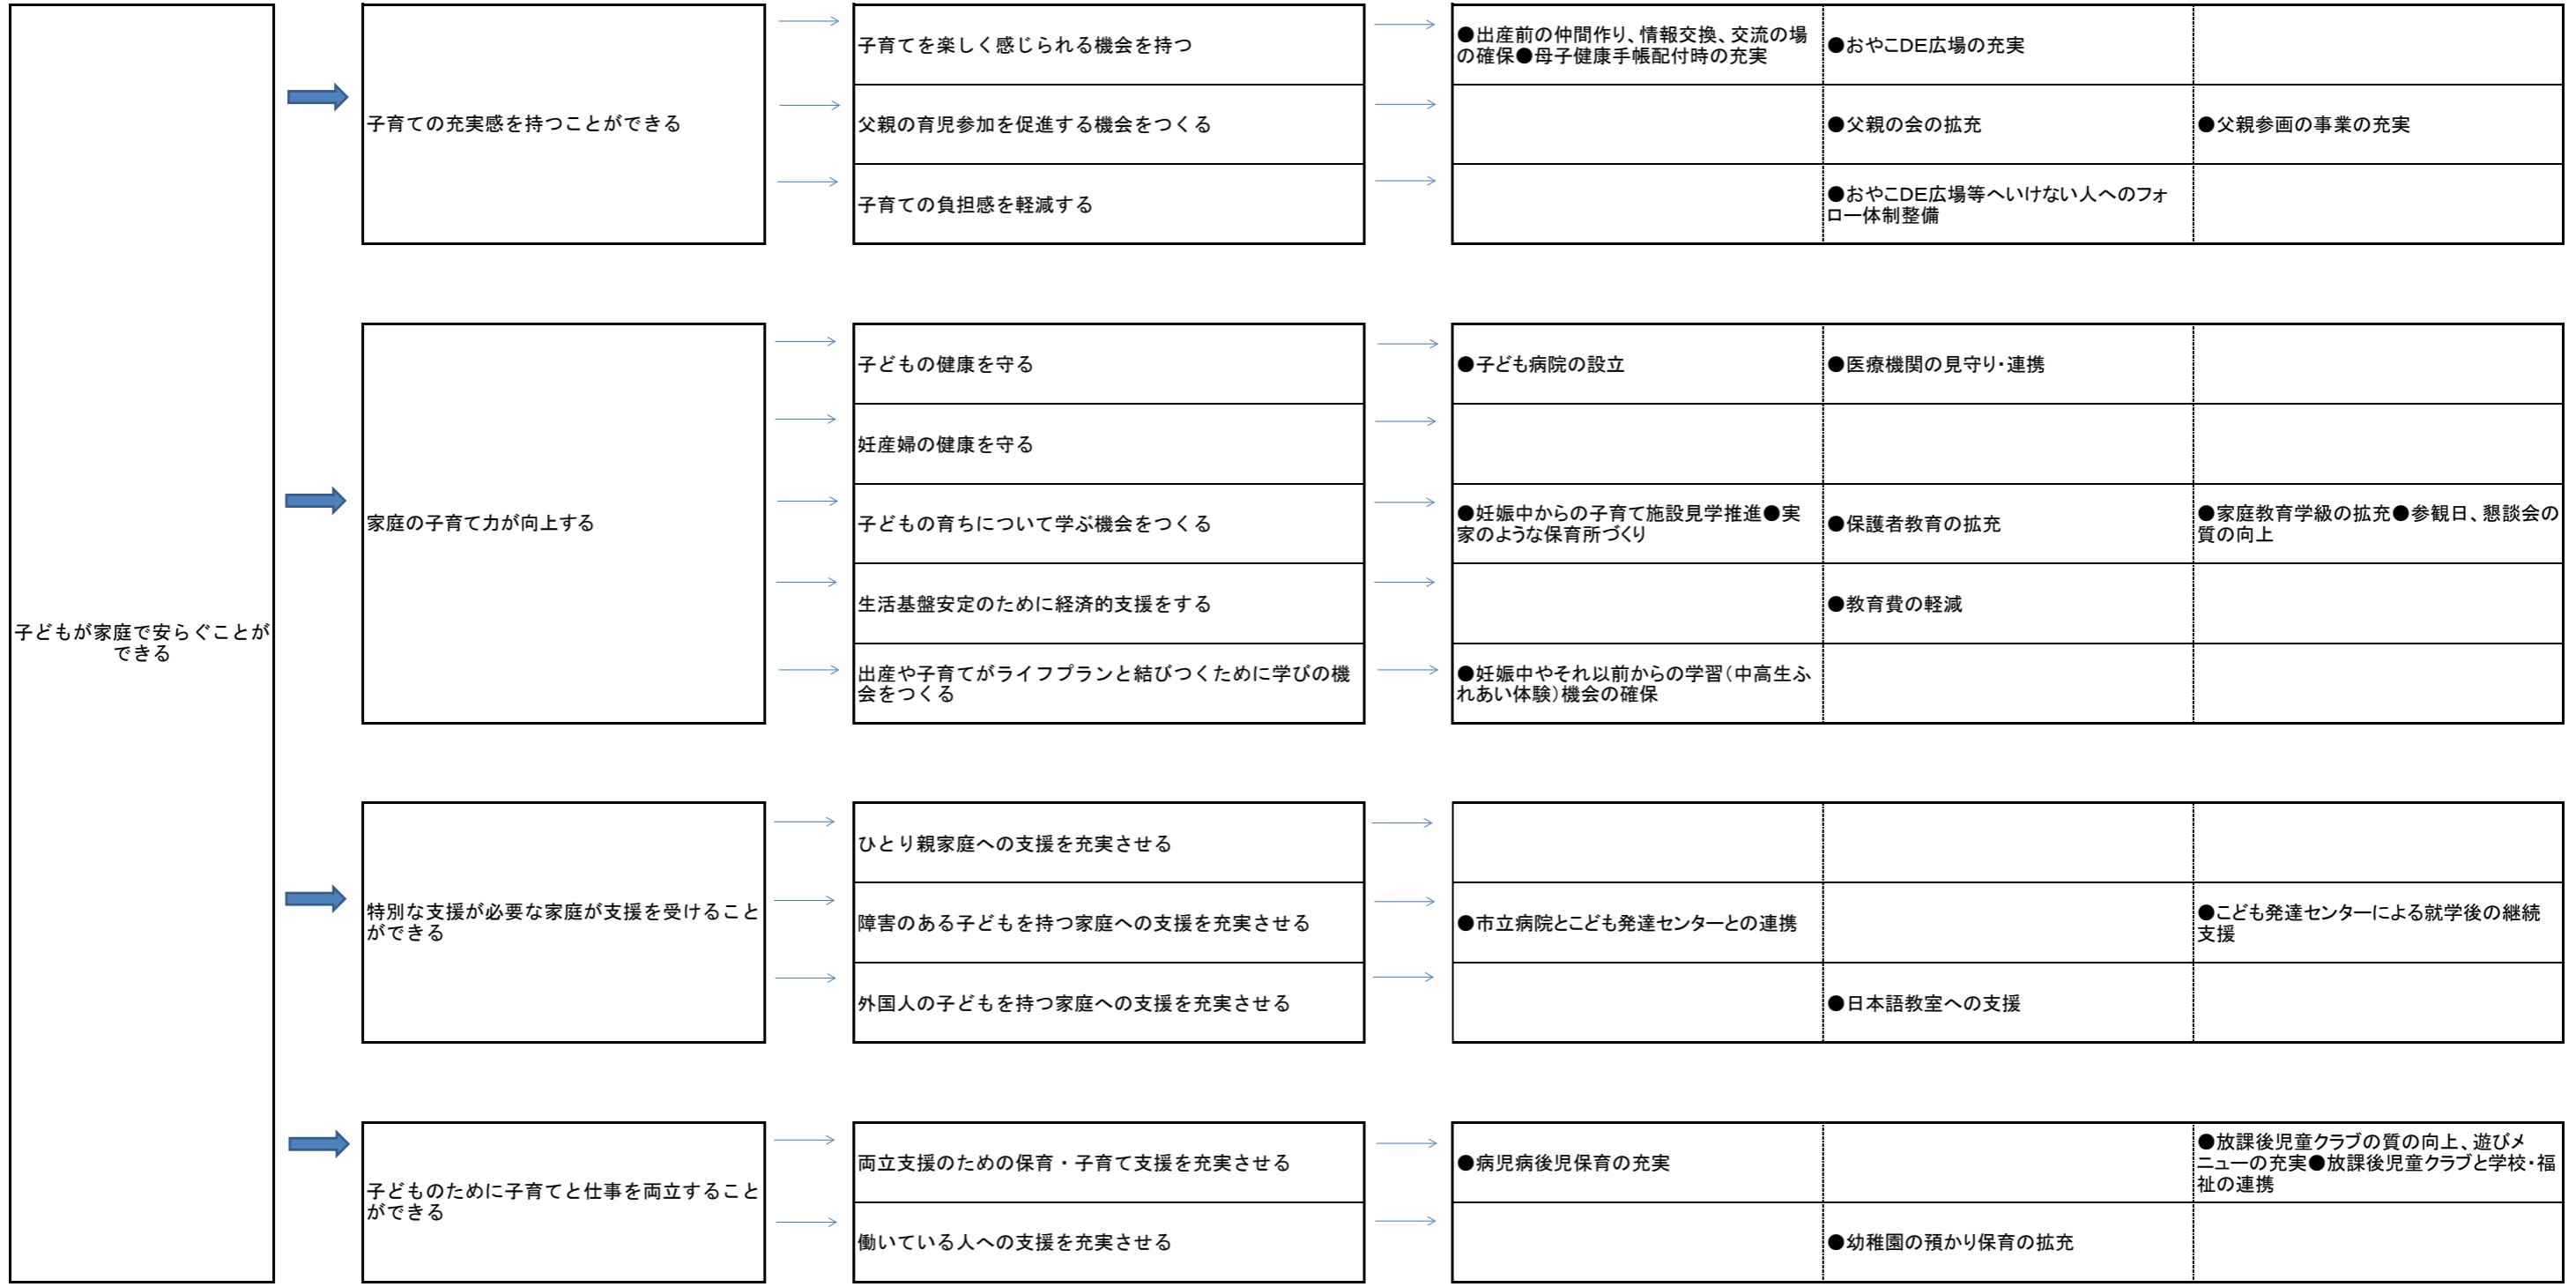 子どもが家庭で安らぐことが
できる
子育ての充実感を持つことができる
子育てを楽しく感じられる機会を持つ
●出産前の仲間作り、情報交換、交流の場
の確保●母子健康手帳配付時の充実
●おやこDE広場の充実
父親の育児参加を促進する機会をつくる
●父親の会の拡充
●父親参画の事業の充実
子育ての負担感を軽減する
●おやこDE広場等へいけない人へのフォ
ロー体制整備
家庭の子育て力が向上する
子どもの健康を守る
●子ども病院の設立
●医療機関の見守り・連携
妊産婦の健康を守る
子どもの育ちについて学ぶ機会をつくる
●妊娠中からの子育て施設見学推進●実
家のような保育所づくり
●保護者教育の拡充
●家庭教育学級の拡充●参観日、懇談会の
質の向上
生活基盤安定のために経済的支援をする
●教育費の軽減
出産や子育てがライフプランと結びつくために学びの機
会をつくる
●妊娠中やそれ以前からの学習（中高生ふ
れあい体験）機会の確保
特別な支援が必要な家庭が支援を受けること
ができる
ひとり親家庭への支援を充実させる
障害のある子どもを持つ家庭への支援を充実させる
●市立病院とこども発達センターとの連携
●こども発達センターによる就学後の継続
支援
外国人の子どもを持つ家庭への支援を充実させる
●日本語教室への支援
子どものために子育てと仕事を両立すること
ができる
両立支援のための保育・子育て支援を充実させる
●病児病後児保育の充実
●放課後児童クラブの質の向上、遊びメ
ニューの充実●放課後児童クラブと学校・福
祉の連携
働いている人への支援を充実させる
●幼稚園の預かり保育の拡充